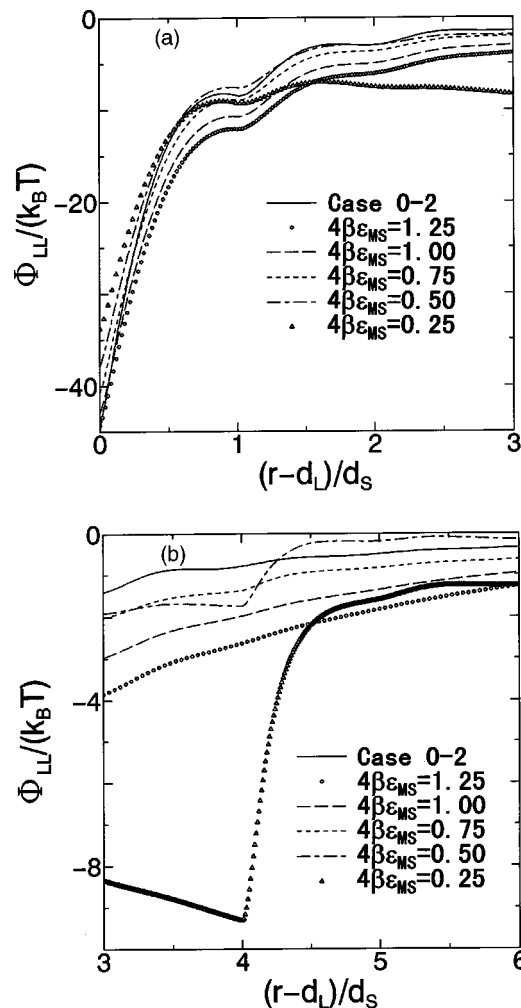 (a)
0
-20
-40
Φ_LL/(k_BT)
Case 0-2
4βε_MS=1.25
4βε_MS=1.00
4βε_MS=0.75
4βε_MS=0.50
4βε_MS=0.25
0 1 2 3
(r-d_L)/d_S
(b)
0
-4
-8
Φ_LL/(k_BT)
Case 0-2
4βε_MS=1.25
4βε_MS=1.00
4βε_MS=0.75
4βε_MS=0.50
4βε_MS=0.25
3 4 5 6
(r-d_L)/d_S